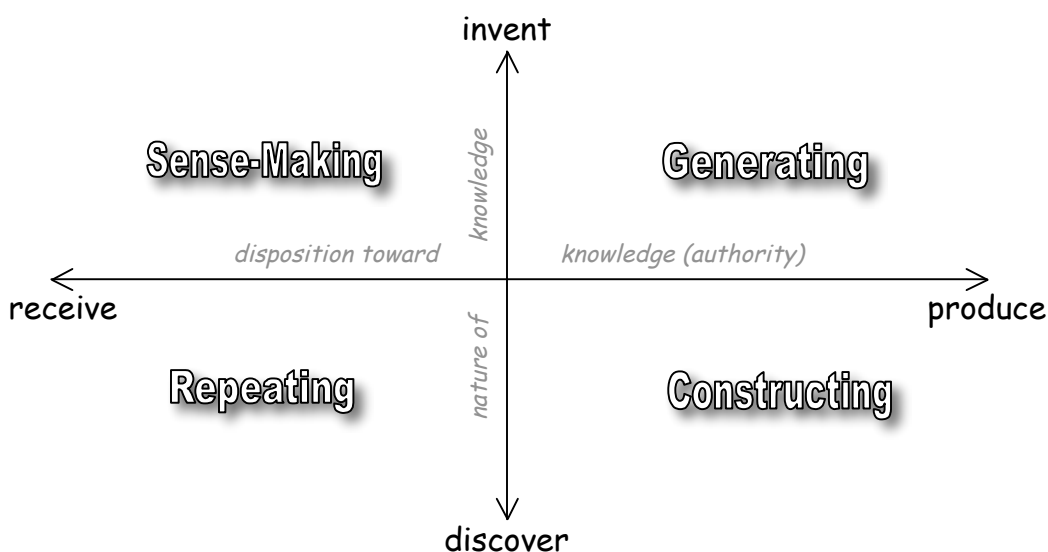 invent
Sense-Making
Generating
knowledge
disposition toward
knowledge (authority)
receive
produce
nature of
Repeating
Constructing
discover